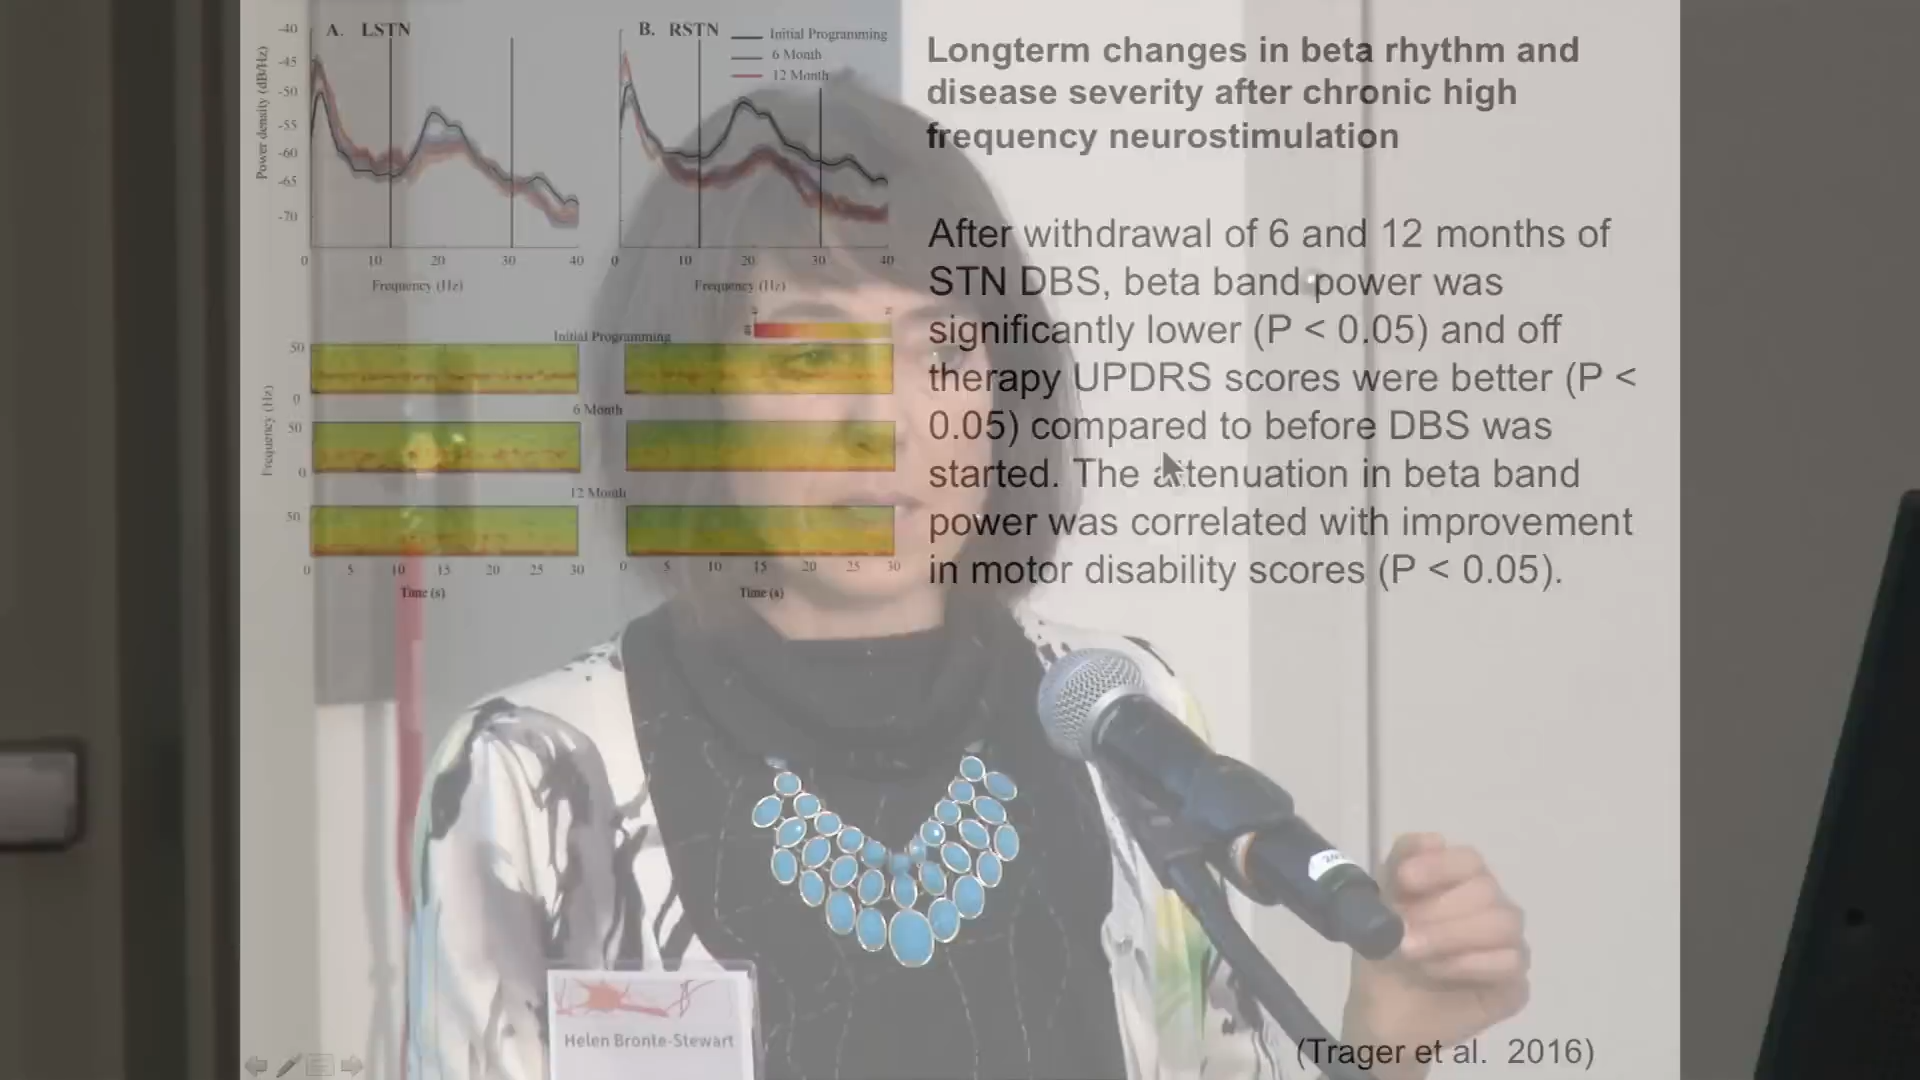 A. LSTN
B. RSTN
Initial Programming
6 Month
12 Month
Power density (dB/Hz)
-40
-45
-50
-55
-60
-65
-70
0 10 20 30 40
0 10 20 30 40
Frequency (Hz)
Frequency (Hz)
Initial Programming
50
0
6 Month
50
0
12 Month
50
Frequency (Hz)
0 5 10 15 20 25 30
0 5 10 15 20 25 30
Time (s)
Time (s)
Longterm changes in beta rhythm and
disease severity after chronic high
frequency neurostimulation
After withdrawal of 6 and 12 months of
STN DBS, beta band power was
significantly lower (P < 0.05) and off
therapy UPDRS scores were better (P <
0.05) compared to before DBS was
started. The attenuation in beta band
power was correlated with improvement
in motor disability scores (P < 0.05).
Helen Bronte-Stewart
(Trager et al. 2016)